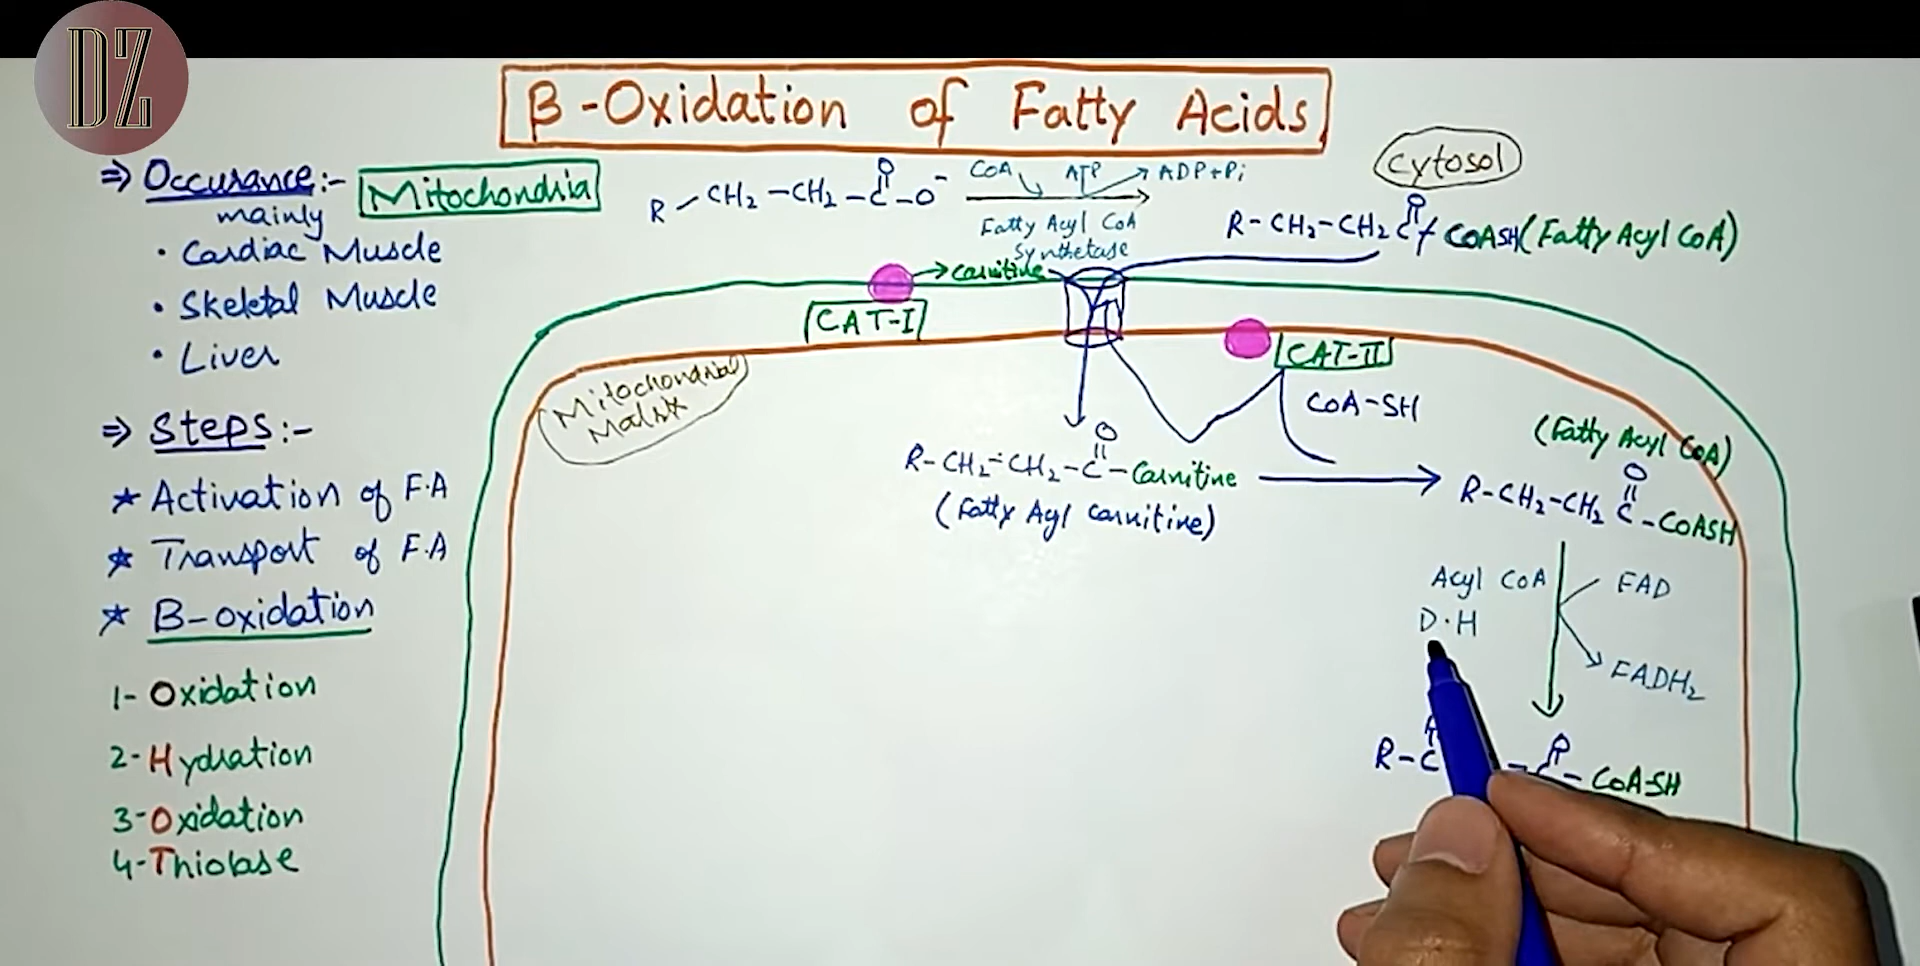 DZ
β-Oxidation of Fatty Acids
⇒ Occurance:- Mitochondria
mainly
• Cardiac Muscle
• Skeletal Muscle
• Liver
⇒ Steps:-
★ Activation of F.A
★ Transport of F.A
★ B-oxidation
1- Oxidation
2- Hydration
3- Oxidation
4- Thiolase
Cytosol
R-CH2-CH2-C-O-
O
CoA ATP ADP+Pi
Fatty Acyl CoA
Synthetase
O
R-CH2-CH2-C COASH (Fatty Acyl CoA)
Carnitine
CAT-I
CAT-II
Mitochondrial
Matrix
CoA-SH
O
R-CH2-CH2-C-Carnitine
(Fatty Ayl Carnitine)
(Fatty Acyl CoA)
O
R-CH2-CH2 C-COASH
Acyl CoA
D.H
FAD
FADH2
O
R-C -C-COA-SH